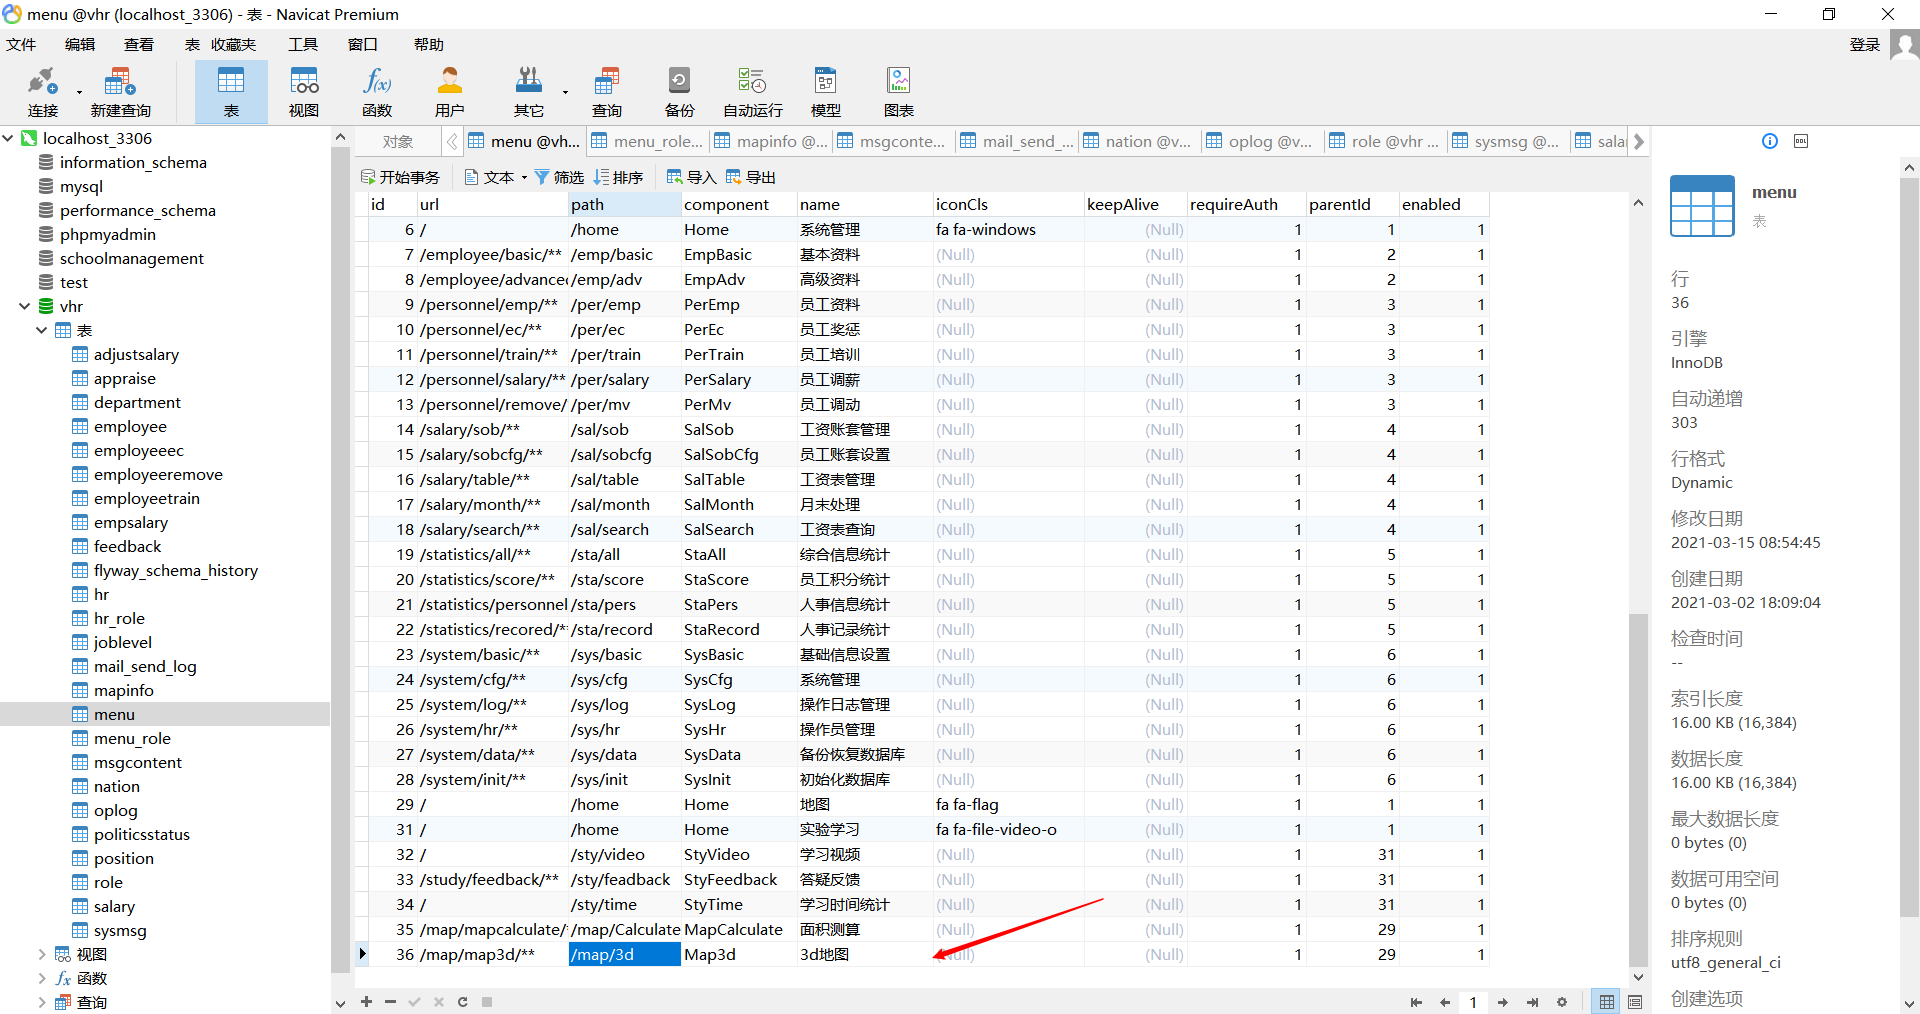 menu @vhr (localhost_3306) - 表 - Navicat Premium
文件 编辑 查看 表 收藏夹 工具 窗口 帮助 登录
连接 新建查询 表 视图 函数 用户 其它 查询 备份 自动运行 模型 图表
localhost_3306
information_schema
mysql
performance_schema
phpmyadmin
schoolmanagement
test
vhr
表
adjustsalary
appraise
department
employee
employeeec
employeeremove
employeetrain
empsalary
feedback
flyway_schema_history
hr
hr_role
joblevel
mail_send_log
mapinfo
menu
menu_role
msgcontent
nation
oplog
politicsstatus
position
role
salary
sysmsg
视图
函数
查询
对象 menu @vh... menu_role... mapinfo @... msgconte... mail_send_... nation @v... oplog @v... role @vhr ... sysmsg @... sala
开始事务 文本 筛选 排序 导入 导出
id url path component name iconCls keepAlive requireAuth parentId enabled
6 / /home Home 系统管理 fa fa-windows (Null) 1 1 1
7 /employee/basic/** /emp/basic EmpBasic 基本资料 (Null) (Null) 1 2 1
8 /employee/advance /emp/adv EmpAdv 高级资料 (Null) (Null) 1 2 1
9 /personnel/emp/** /per/emp PerEmp 员工资料 (Null) (Null) 1 3 1
10 /personnel/ec/** /per/ec PerEc 员工奖惩 (Null) (Null) 1 3 1
11 /personnel/train/** /per/train PerTrain 员工培训 (Null) (Null) 1 3 1
12 /personnel/salary/** /per/salary PerSalary 员工调薪 (Null) (Null) 1 3 1
13 /personnel/remove/ /per/mv PerMv 员工调动 (Null) (Null) 1 3 1
14 /salary/sob/** /sal/sob SalSob 工资账套管理 (Null) (Null) 1 4 1
15 /salary/sobcfg/** /sal/sobcfg SalSobCfg 员工账套设置 (Null) (Null) 1 4 1
16 /salary/table/** /sal/table SalTable 工资表管理 (Null) (Null) 1 4 1
17 /salary/month/** /sal/month SalMonth 月末处理 (Null) (Null) 1 4 1
18 /salary/search/** /sal/search SalSearch 工资表查询 (Null) (Null) 1 4 1
19 /statistics/all/** /sta/all StaAll 综合信息统计 (Null) (Null) 1 5 1
20 /statistics/score/** /sta/score StaScore 员工积分统计 (Null) (Null) 1 5 1
21 /statistics/personnel /sta/pers StaPers 人事信息统计 (Null) (Null) 1 5 1
22 /statistics/recored/* /sta/record StaRecord 人事记录统计 (Null) (Null) 1 5 1
23 /system/basic/** /sys/basic SysBasic 基础信息设置 (Null) (Null) 1 6 1
24 /system/cfg/** /sys/cfg SysCfg 系统管理 (Null) (Null) 1 6 1
25 /system/log/** /sys/log SysLog 操作日志管理 (Null) (Null) 1 6 1
26 /system/hr/** /sys/hr SysHr 操作员管理 (Null) (Null) 1 6 1
27 /system/data/** /sys/data SysData 备份恢复数据库 (Null) (Null) 1 6 1
28 /system/init/** /sys/init SysInit 初始化数据库 (Null) (Null) 1 6 1
29 / /home Home 地图 fa fa-flag (Null) 1 1 1
31 / /home Home 实验学习 fa fa-file-video-o (Null) 1 1 1
32 / /sty/video StyVideo 学习视频 (Null) (Null) 1 31 1
33 /study/feedback/** /sty/feadback StyFeedback 答疑反馈 (Null) (Null) 1 31 1
34 / /sty/time StyTime 学习时间统计 (Null) (Null) 1 31 1
35 /map/mapcalculate/ /map/Calculate MapCalculate 面积测算 (Null) (Null) 1 29 1
36 /map/map3d/** /map/3d Map3d 3d地图 (Null) (Null) 1 29 1
1
menu
表
行
36
引擎
InnoDB
自动递增
303
行格式
Dynamic
修改日期
2021-03-15 08:54:45
创建日期
2021-03-02 18:09:04
检查时间
--
索引长度
16.00 KB (16,384)
数据长度
16.00 KB (16,384)
最大数据长度
0 bytes (0)
数据可用空间
0 bytes (0)
排序规则
utf8_general_ci
创建选项